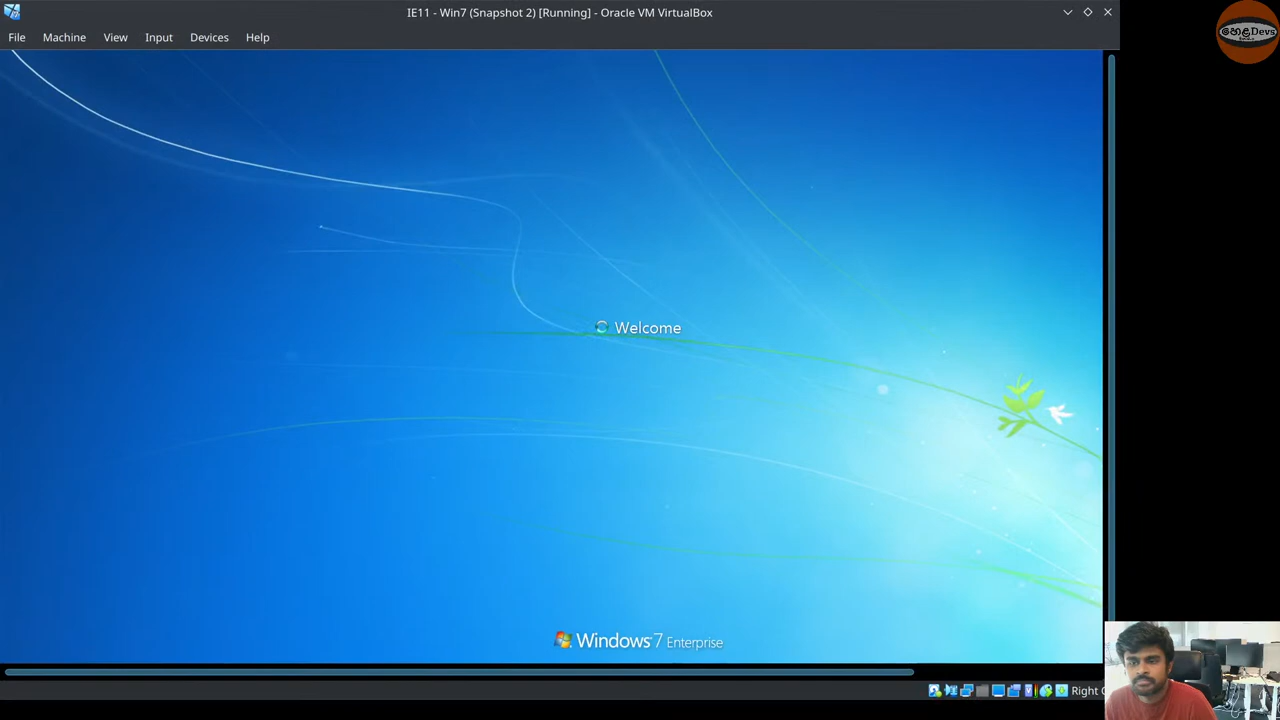 IE11 - Win7 (Snapshot 2) [Running] - Oracle VM VirtualBox
File Machine View Input Devices Help
හෙළDevs
Welcome
Windows 7 Enterprise
Right